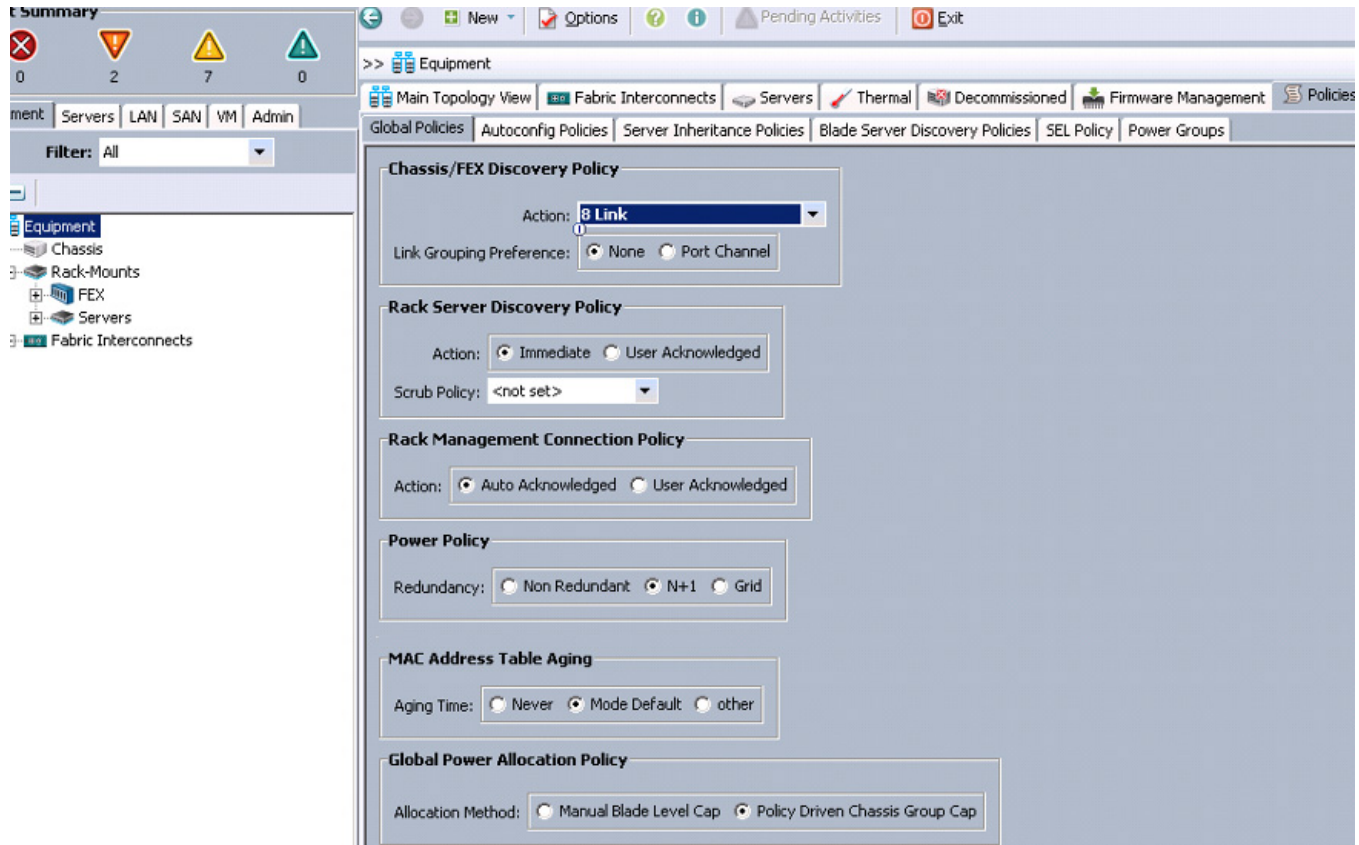 t Summary
0 2 7 0
ment Servers LAN SAN VM Admin
Filter: All
Equipment
Chassis
Rack-Mounts
FEX
Servers
Fabric Interconnects
New Options Pending Activities Exit
>> Equipment
Main Topology View Fabric Interconnects Servers Thermal Decommissioned Firmware Management Policies
Global Policies Autoconfig Policies Server Inheritance Policies Blade Server Discovery Policies SEL Policy Power Groups
Chassis/FEX Discovery Policy
Action: 8 Link
Link Grouping Preference: None Port Channel
Rack Server Discovery Policy
Action: Immediate User Acknowledged
Scrub Policy: <not set>
Rack Management Connection Policy
Action: Auto Acknowledged User Acknowledged
Power Policy
Redundancy: Non Redundant N+1 Grid
MAC Address Table Aging
Aging Time: Never Mode Default other
Global Power Allocation Policy
Allocation Method: Manual Blade Level Cap Policy Driven Chassis Group Cap